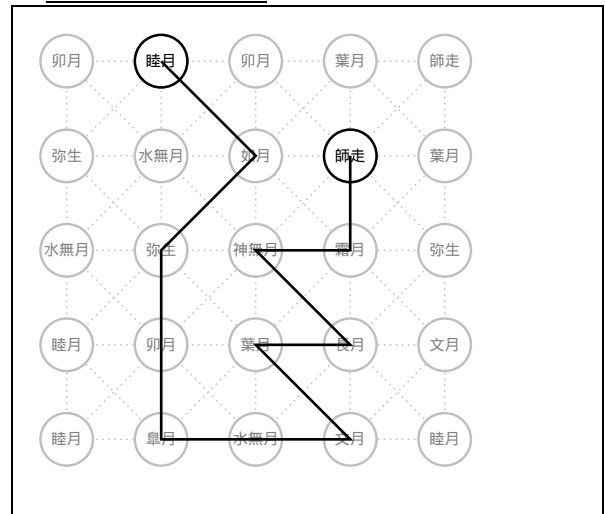 卯月 睦月 卯月 葉月 師走
弥生 水無月 如月 師走 葉月
水無月 弥生 神無月 霜月 弥生
睦月 卯月 葉月 長月 文月
睦月 皐月 水無月 文月 睦月